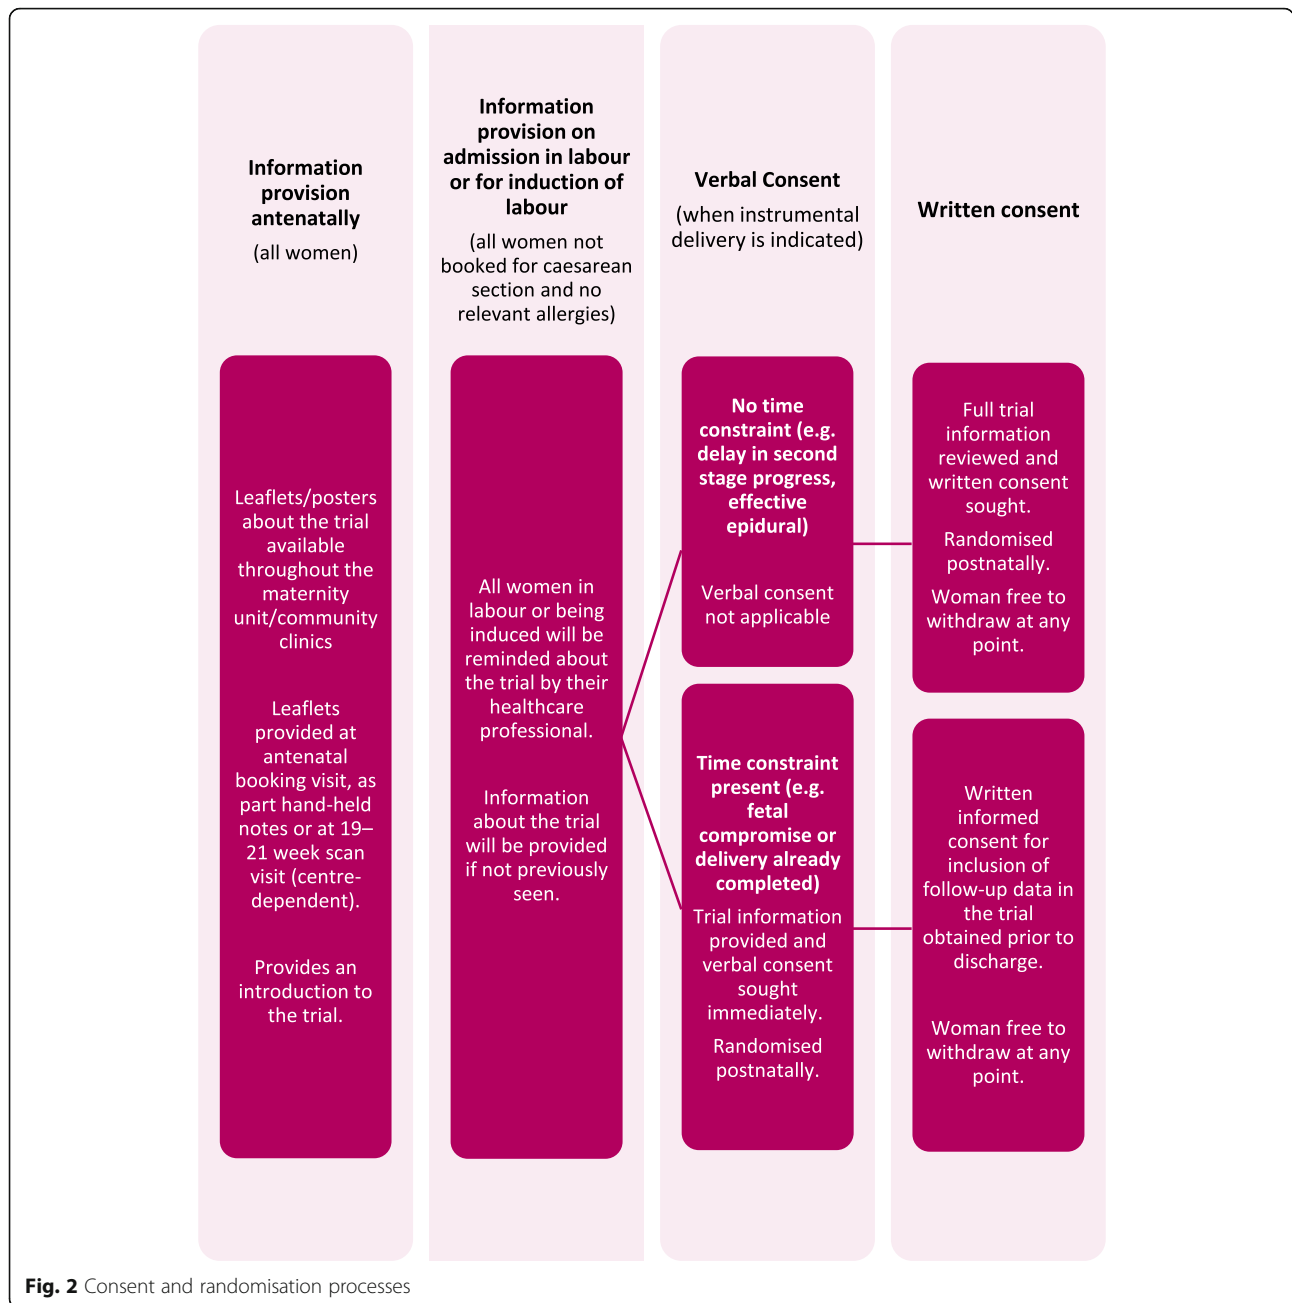 Information
provision
antenatally
(all women)
Leaflets/posters
about the trial
available
throughout the
maternity
unit/community
clinics
Leaflets
provided at
antenatal
booking visit, as
part hand-held
notes or at 19–
21 week scan
visit (centre-
dependent).
Provides an
introduction to
the trial.
Information
provision on
admission in labour
or for induction of
labour
(all women not
booked for caesarean
section and no
relevant allergies)
All women in
labour or being
induced will be
reminded about
the trial by their
healthcare
professional.
Information
about the trial
will be provided
if not previously
seen.
Verbal Consent
(when instrumental
delivery is indicated)
No time
constraint (e.g.
delay in second
stage progress,
effective
epidural)
Verbal consent
not applicable
Time constraint
present (e.g.
fetal
compromise or
delivery already
completed)
Trial information
provided and
verbal consent
sought
immediately.
Randomised
postnatally.
Written consent
Full trial
information
reviewed and
written consent
sought.
Randomised
postnatally.
Woman free to
withdraw at any
point.
Written
informed
consent for
inclusion of
follow-up data in
the trial
obtained prior to
discharge.
Woman free to
withdraw at any
point.
Fig. 2 Consent and randomisation processes